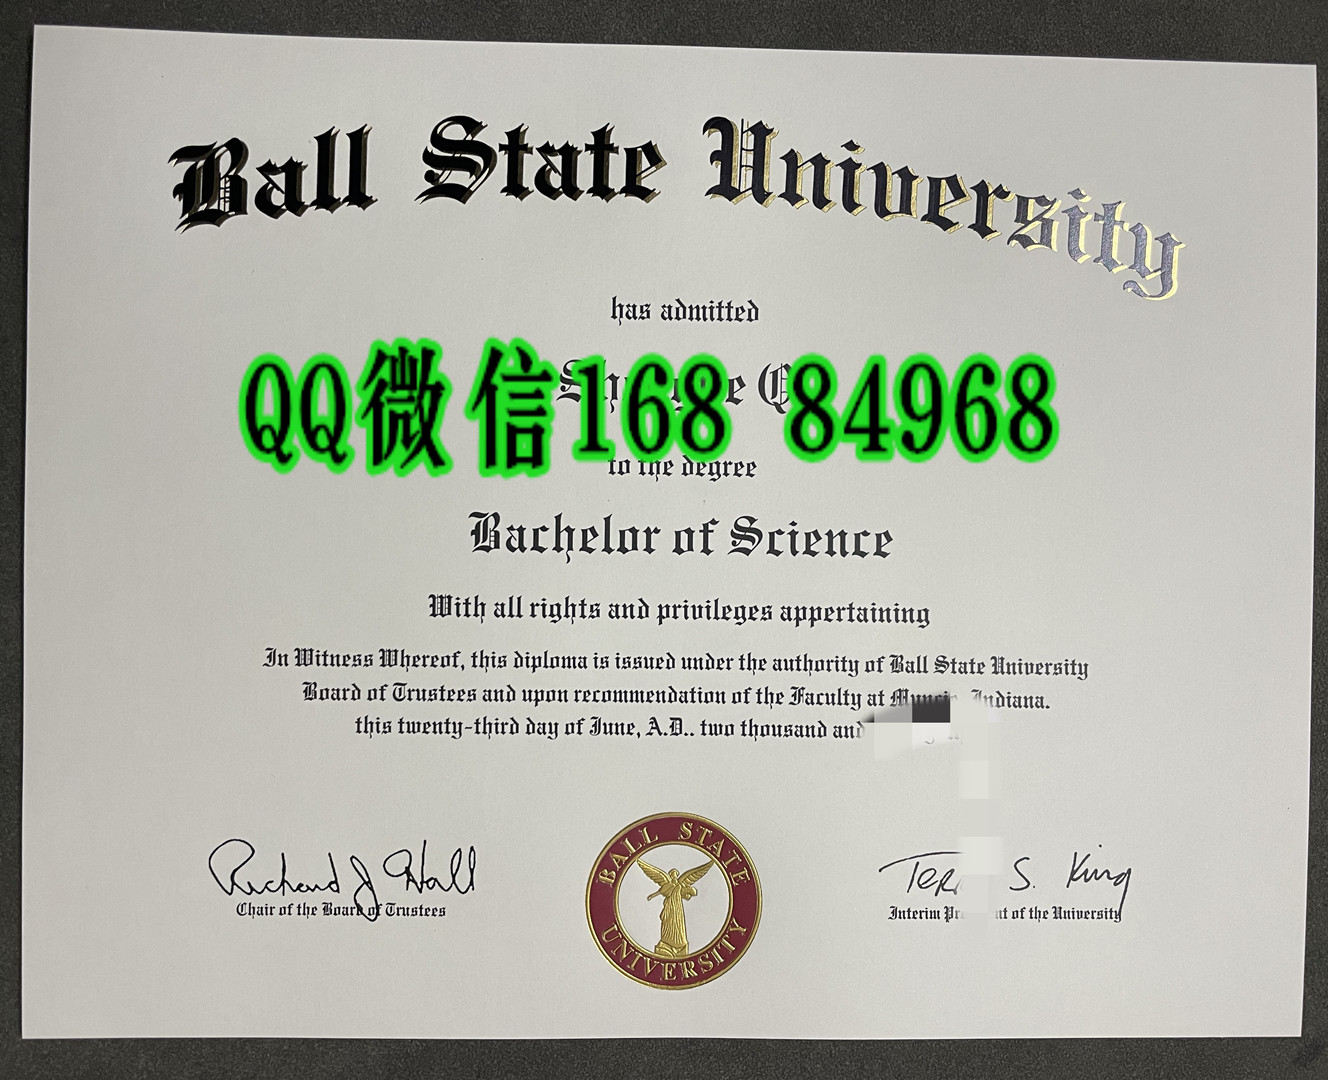 Ball State University
has admitted
QQ微信168 84968
to the degree
Bachelor of Science
With all rights and privileges appertaining
In Witness Whereof, this diploma is issued under the authority of Ball State University
Board of Trustees and upon recommendation of the Faculty at Muncie, Indiana.
this twenty-third day of June, A.D.. two thousand and
Richard J Hall
Chair of the Board of Trustees
BALL STATE
UNIVERSITY
S. King
Interim of the University